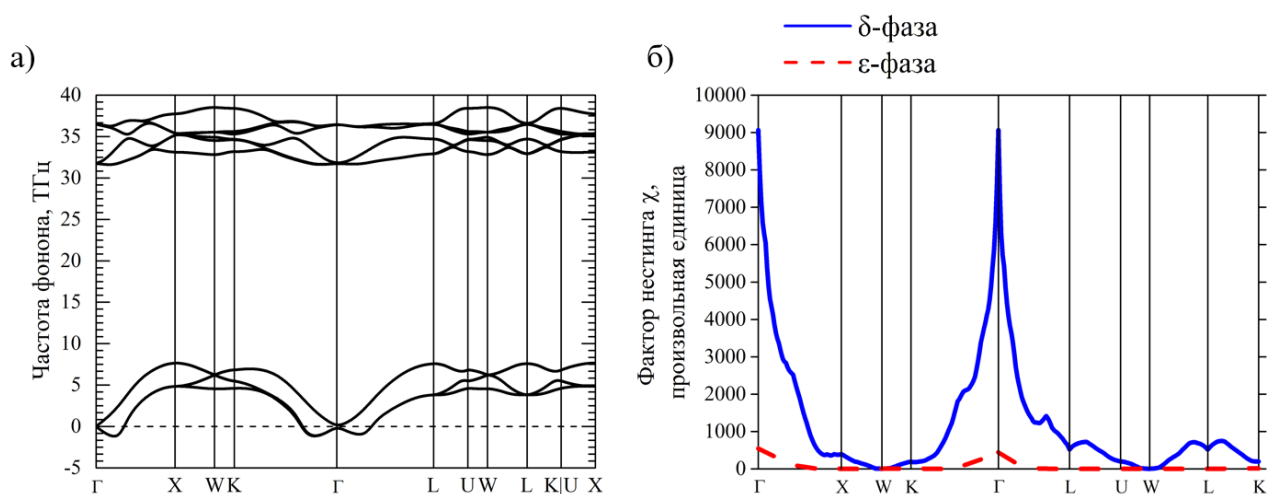 а)
Частота фонона, ТГц
40
35
30
25
20
15
10
5
0
-5
Γ X W K Γ L U W L K|U X
б)
δ-фаза
ε-фаза
Фактор нестинга χ,
произвольная единица
10000
9000
8000
7000
6000
5000
4000
3000
2000
1000
0
Γ X W K Γ L U W L K